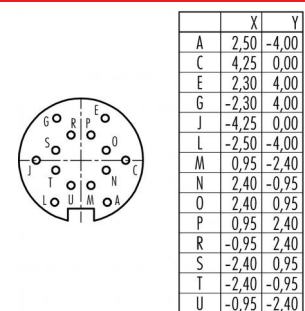 X Y
A 2,50 -4,00
C 4,25 0,00
E 2,30 4,00
G -2,30 4,00
J -4,25 0,00
L -2,50 -4,00
M 0,95 -2,40
N 2,40 -0,95
O 2,40 0,95
P 0,95 2,40
R -0,95 2,40
S -2,40 0,95
T -2,40 -0,95
U -0,95 -2,40
G E
R P
S O
J C
T N
L U M A